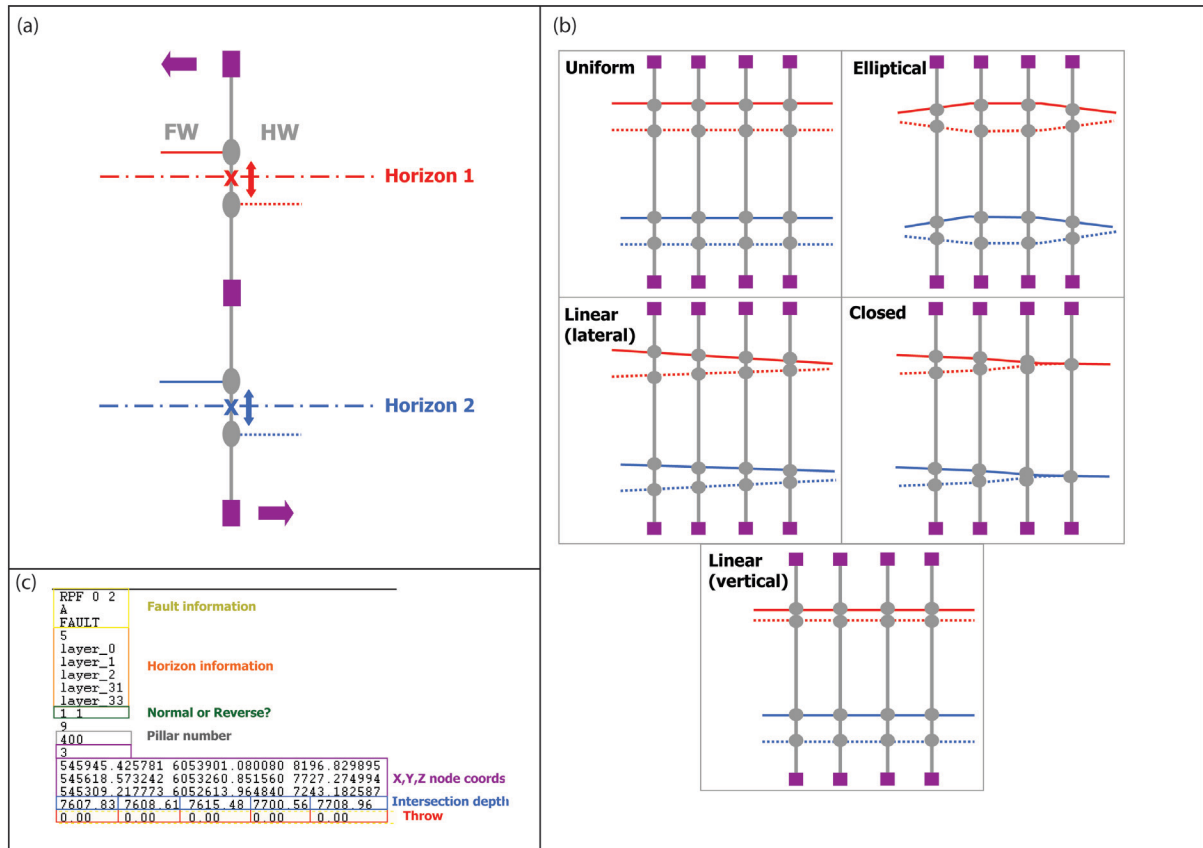 (a)
FW HW
X Horizon 1
X Horizon 2
(b)
Uniform
Elliptical
Linear
(lateral)
Closed
Linear
(vertical)
(c)
RPF 0 2
A
FAULT
Fault information
5
layer_0
layer_1
layer_2
layer_31
layer_33
Horizon information
1 1
Normal or Reverse?
9
400
Pillar number
3
545945.425781 6053901.080080 8196.829895
545618.573242 6053260.851560 7727.274994
545309.217773 6052613.964840 7243.182587
X,Y,Z node coords
7607.83 7608.61 7615.48 7700.56 7708.96
Intersection depth
0.00 0.00 0.00 0.00 0.00
Throw